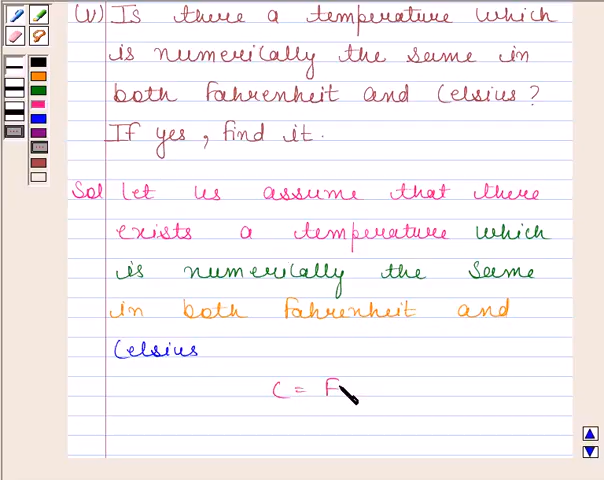 (V) Is there a temperature which
is numerically the same in
both Fahrenheit and Celsius?
If yes, find it.
Sol Let us assume that there
exists a temperature which
is numerically the same
in both Fahrenheit and
Celsius
C = F